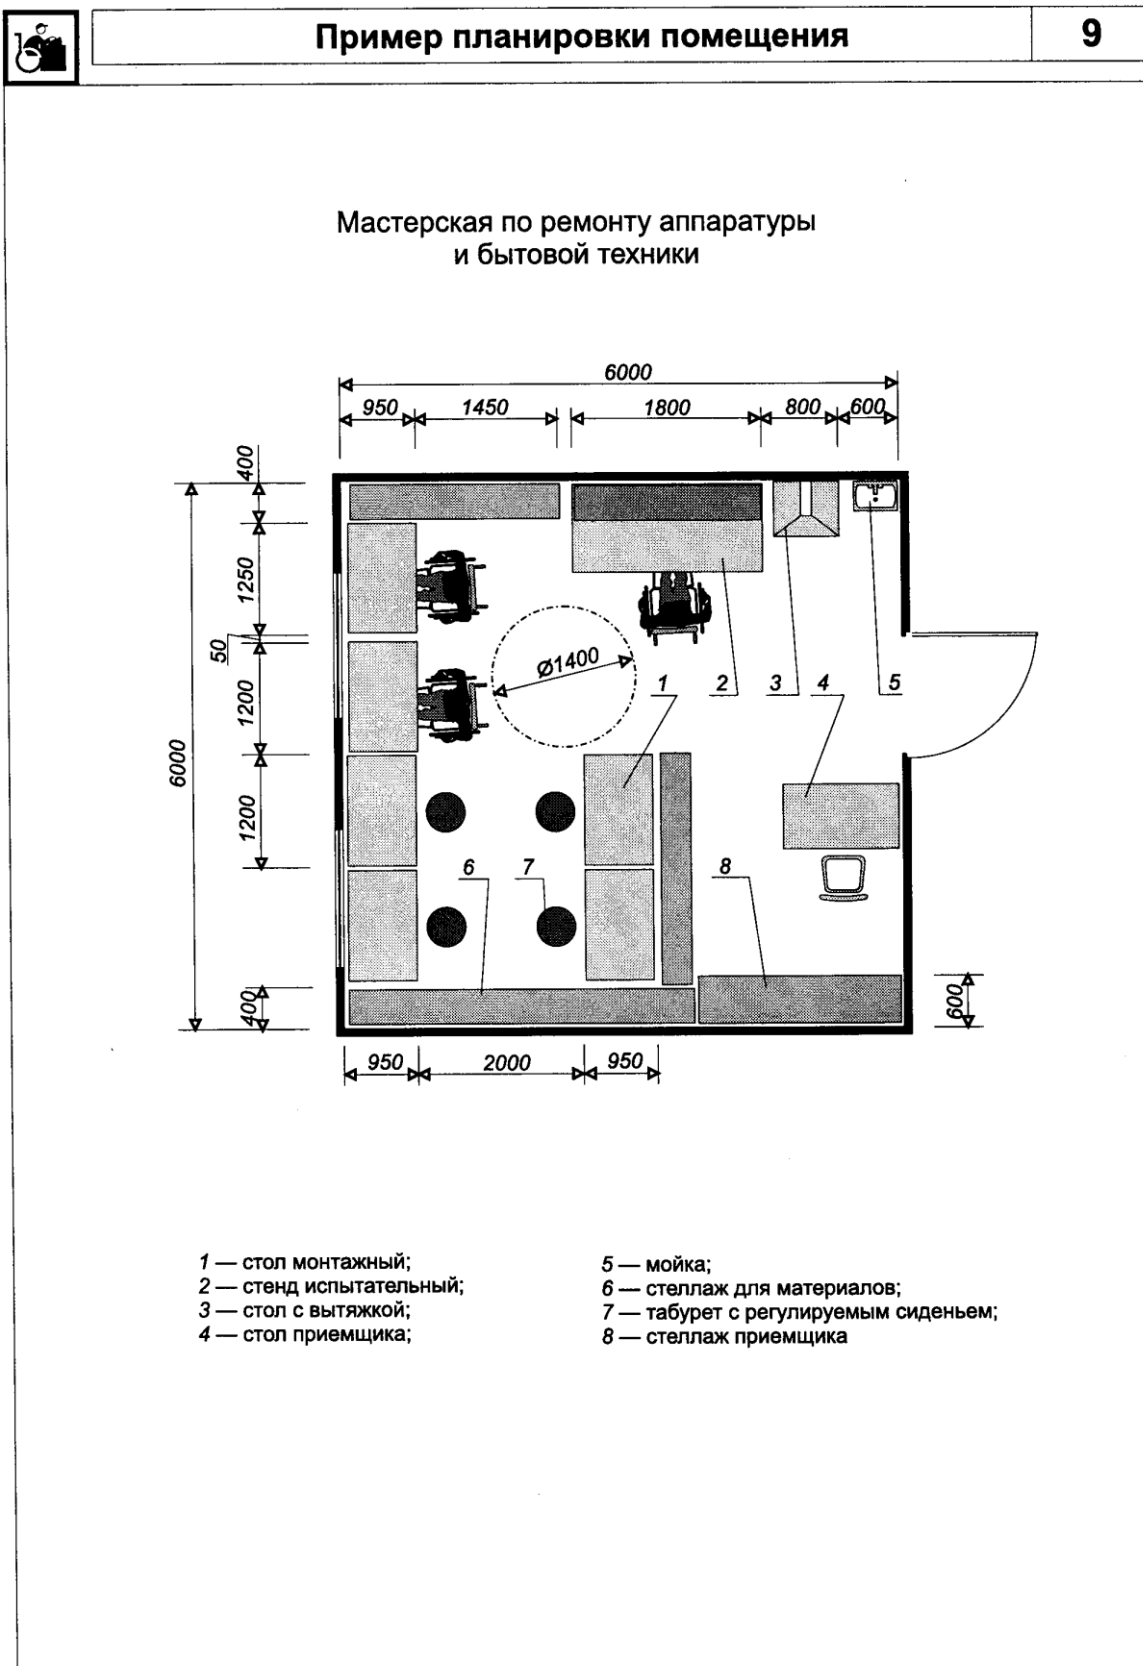 Пример планировки помещения
9
Мастерская по ремонту аппаратуры
и бытовой техники
6000
950 1450 1800 800 600
400
1250
50
1200
6000
1200
400
Ø1400
1 2 3 4 5
6 7 8
600
950 2000 950
1 — стол монтажный;
2 — стенд испытательный;
3 — стол с вытяжкой;
4 — стол приемщика;
5 — мойка;
6 — стеллаж для материалов;
7 — табурет с регулируемым сиденьем;
8 — стеллаж приемщика